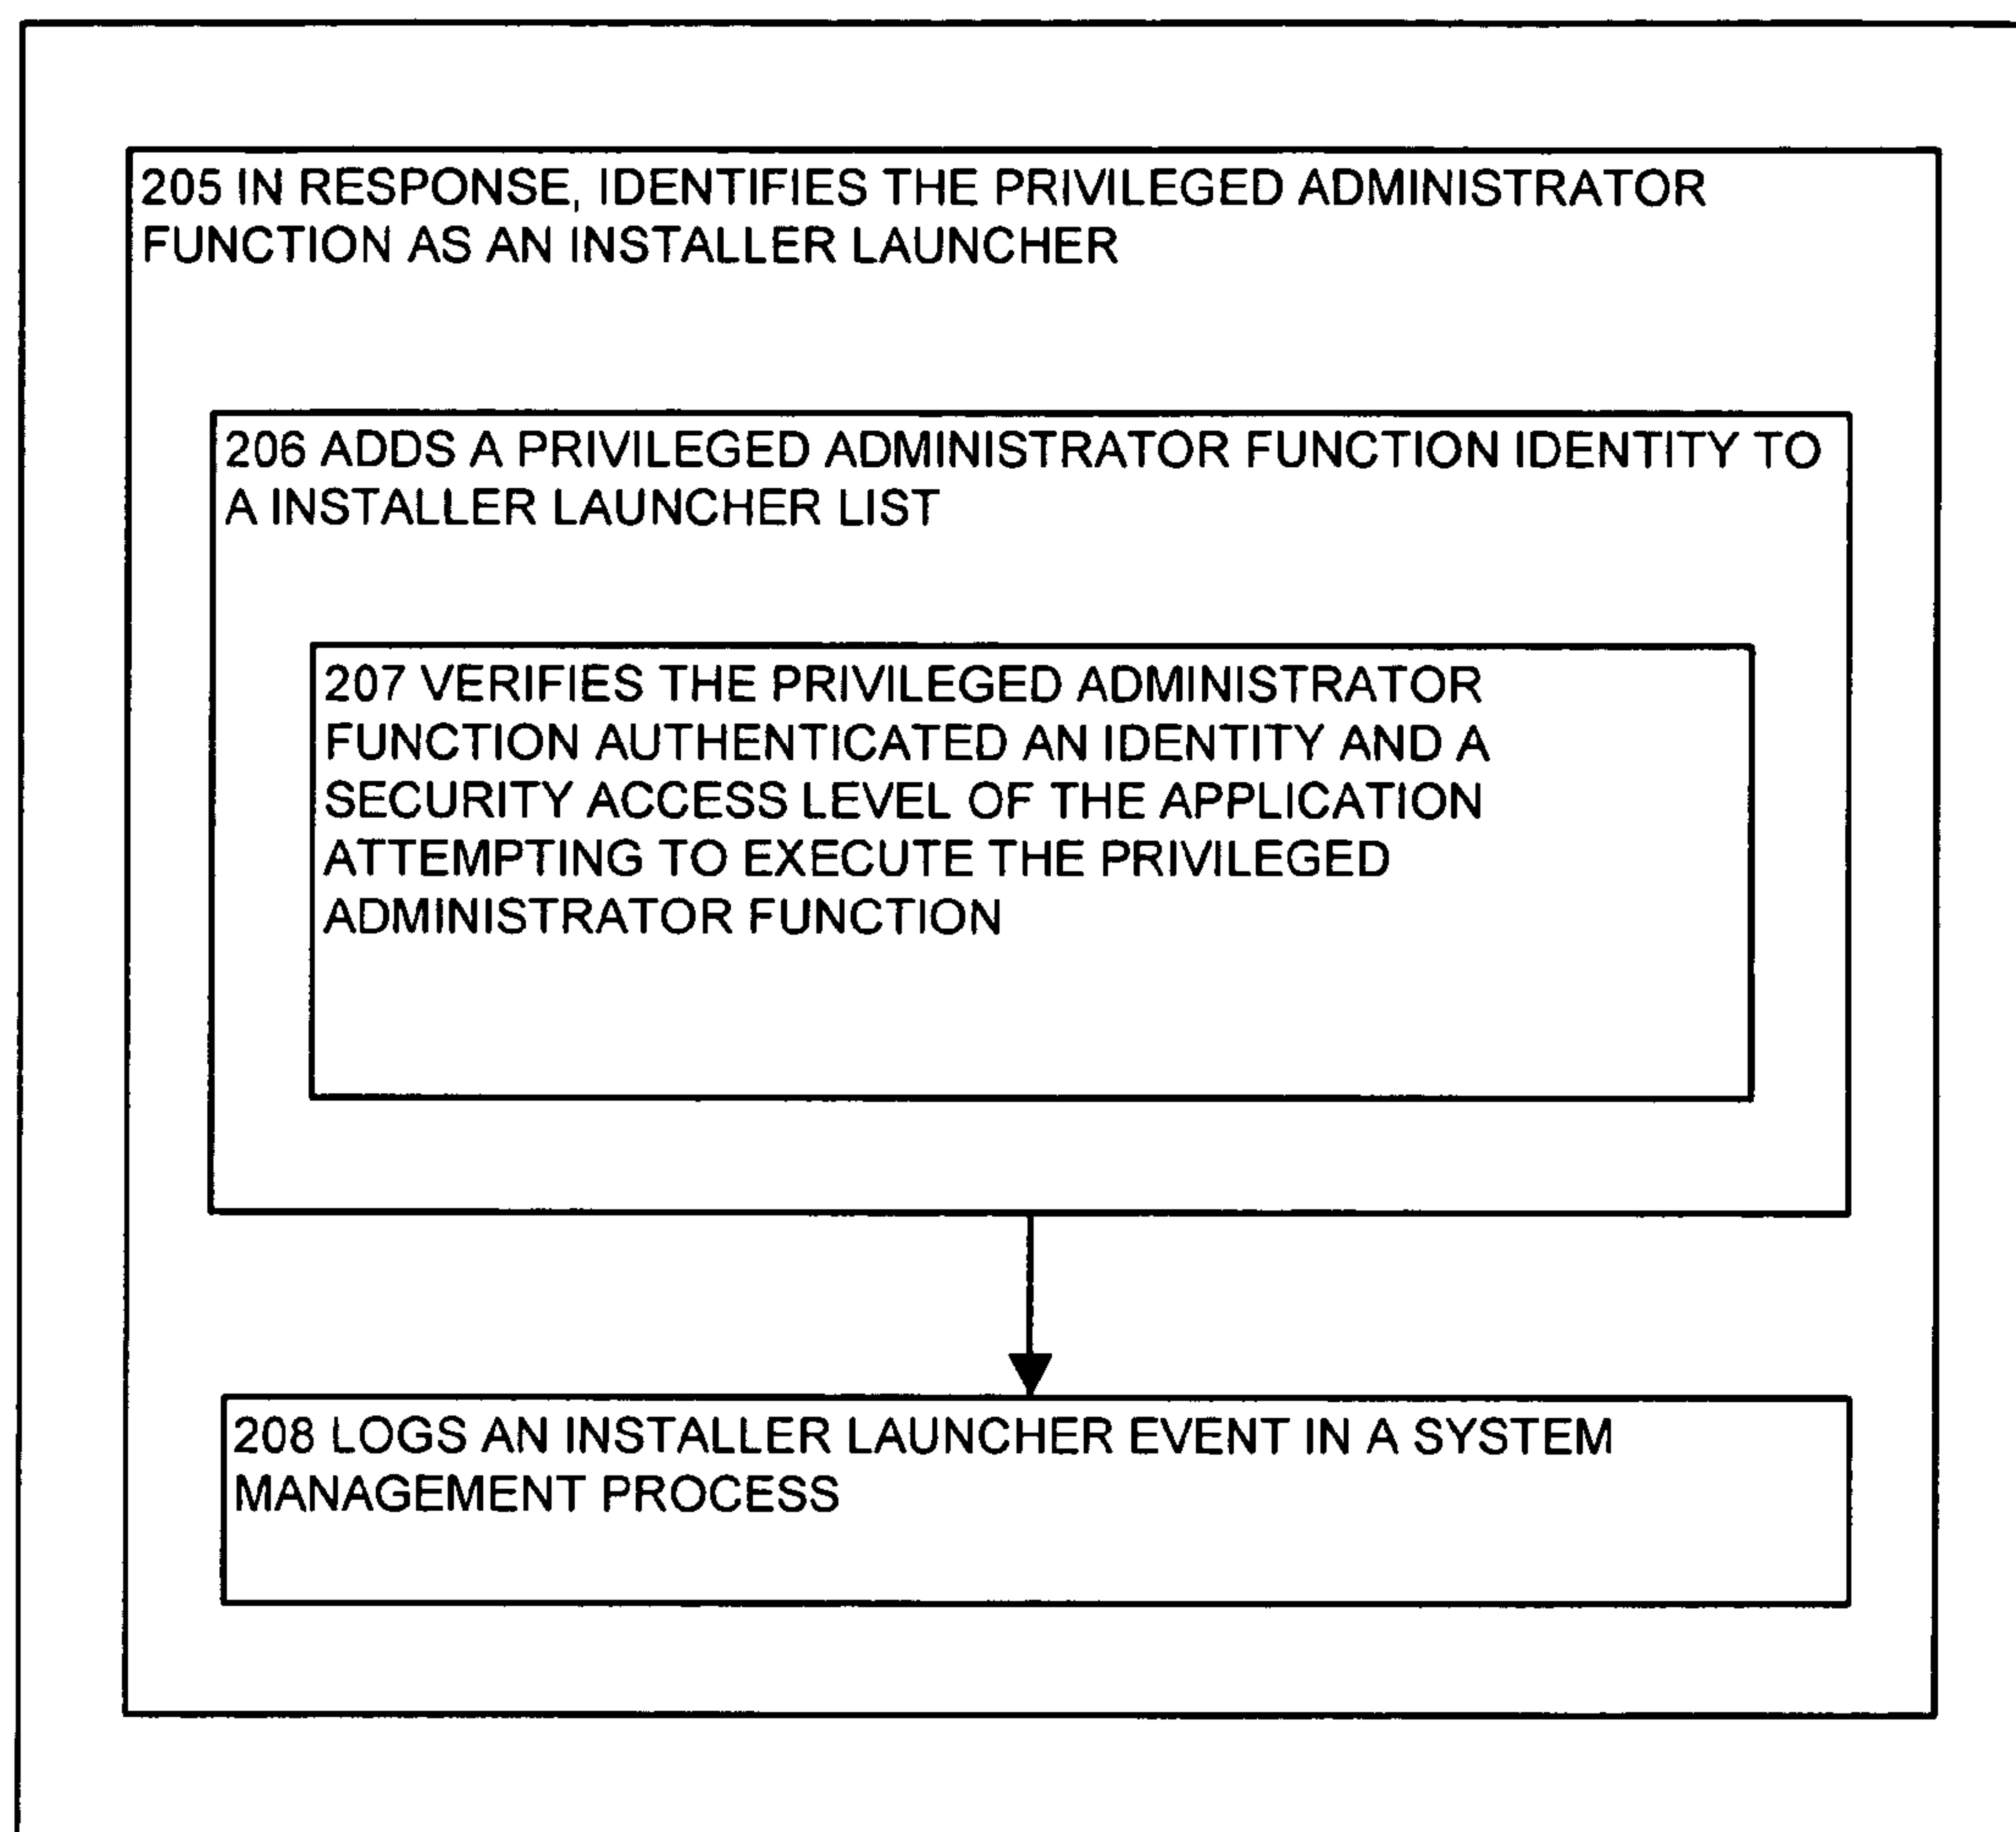 205 IN RESPONSE, IDENTIFIES THE PRIVILEGED ADMINISTRATOR
FUNCTION AS AN INSTALLER LAUNCHER
206 ADDS A PRIVILEGED ADMINISTRATOR FUNCTION IDENTITY TO
A INSTALLER LAUNCHER LIST
207 VERIFIES THE PRIVILEGED ADMINISTRATOR
FUNCTION AUTHENTICATED AN IDENTITY AND A
SECURITY ACCESS LEVEL OF THE APPLICATION
ATTEMPTING TO EXECUTE THE PRIVILEGED
ADMINISTRATOR FUNCTION
208 LOGS AN INSTALLER LAUNCHER EVENT IN A SYSTEM
MANAGEMENT PROCESS